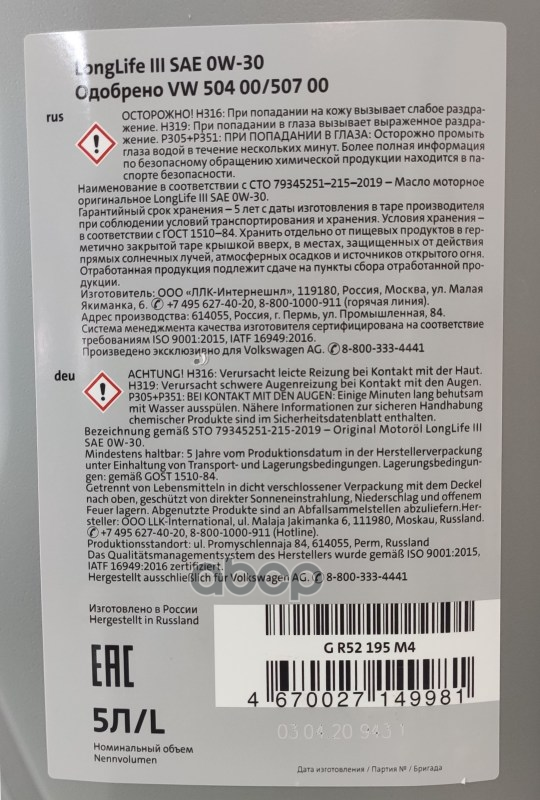 LongLife III SAE 0W-30
Одобрено VW 504 00/507 00
rus
ОСТОРОЖНО! H316: При попадании на кожу вызывает слабое раздра-
жение. H319: При попадании в глаза вызывает выраженное раздра-
жение. P305+P351: ПРИ ПОПАДАНИИ В ГЛАЗА: Осторожно промыть
глаза водой в течение нескольких минут. Более полная информация
по безопасному обращению химической продукции находится в па-
спорте безопасности.
Наименование в соответствии с СТО 79345251–215–2019 – Масло моторное
оригинальное LongLife III SAE 0W-30.
Гарантийный срок хранения – 5 лет с даты изготовления в таре производителя
при соблюдении условий транспортирования и хранения. Условия хранения –
в соответствии с ГОСТ 1510–84. Хранить отдельно от пищевых продуктов в гер-
метично закрытой таре крышкой вверх, в местах, защищенных от действия
прямых солнечных лучей, атмосферных осадков и источников открытого огня.
Отработанная продукция подлежит сдаче на пункты сбора отработанной про-
дукции.
Изготовитель: ООО «ЛЛК-Интернешнл», 119180, Россия, Москва, ул. Малая
Якиманка, 6. ✆ +7 495 627-40-20, 8-800-1000-911 (горячая линия).
Адрес производства: 614055, Россия, г. Пермь, ул. Промышленная, 84.
Система менеджмента качества изготовителя сертифицирована на соответствие
требованиям ISO 9001:2015, IATF 16949:2016.
Произведено эксклюзивно для Volkswagen AG. ✆ 8-800-333-4441
deu
ACHTUNG! H316: Verursacht leichte Reizung bei Kontakt mit der Haut.
H319: Verursacht schwere Augenreizung bei Kontakt mit den Augen.
P305+P351: BEI KONTAKT MIT DEN AUGEN: Einige Minuten lang behutsam
mit Wasser ausspülen. Nähere Informationen zur sicheren Handhabung
chemischer Produkte sind im Sicherheitsdatenblatt enthalten.
Bezeichnung gemäß STO 79345251-215-2019 – Original Motoröl LongLife III
SAE 0W-30.
Mindestens haltbar: 5 Jahre vom Produktionsdatum in der Herstellerverpackung
unter Einhaltung von Transport- und Lagerungsbedingungen. Lagerungsbedingun-
gen: gemäß GOST 1510-84.
Getrennt von Lebensmitteln in dicht verschlossener Verpackung mit dem Deckel
nach oben, geschützt von direkter Sonneneinstrahlung, Niederschlag und offenem
Feuer lagern. Abgenutzte Produkte sind an Abfallsammelstellen abzuliefern.Her-
steller: OOO LLK-International, ul. Malaja Jakimanka 6, 111980, Moskau, Russland.
✆ +7 495 627-40-20, 8-800-1000-911 (Hotline).
Produktionsstandort: ul. Promyschlennaja 84, 614055, Perm, Russland
Das Qualitätsmanagementsystem des Herstellers wurde gemäß ISO 9001:2015,
IATF 16949:2016 zertifiziert.
Hergestellt ausschließlich für Volkswagen AG. ✆ 8-800-333-4441
авор
Изготовлено в России
Hergestellt in Russland
G R52 195 M4
4 670027 149981
EAC
5Л/L
Номинальный объем
Nennvolumen
Дата изготовления / Партия № / Бригада